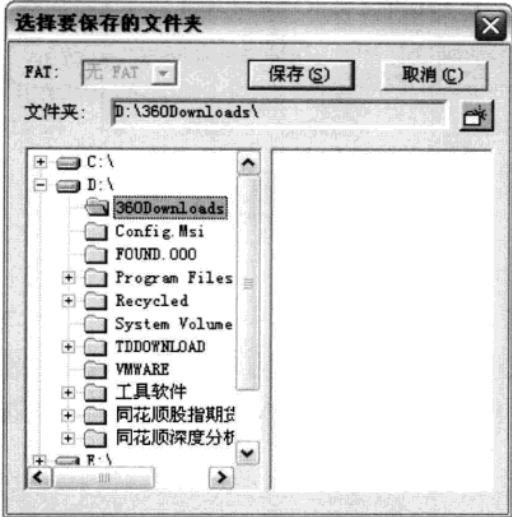 选择要保存的文件夹
FAT: 无 FAT 保存(S) 取消(C)
文件夹: D:\360Downloads\
C:\
D:\
360Downloads
Config.Msi
FOUND.000
Program Files
Recycled
System Volume
TDDOWNLOAD
VMWARE
工具软件
同花顺股指期货
同花顺深度分析
E:\